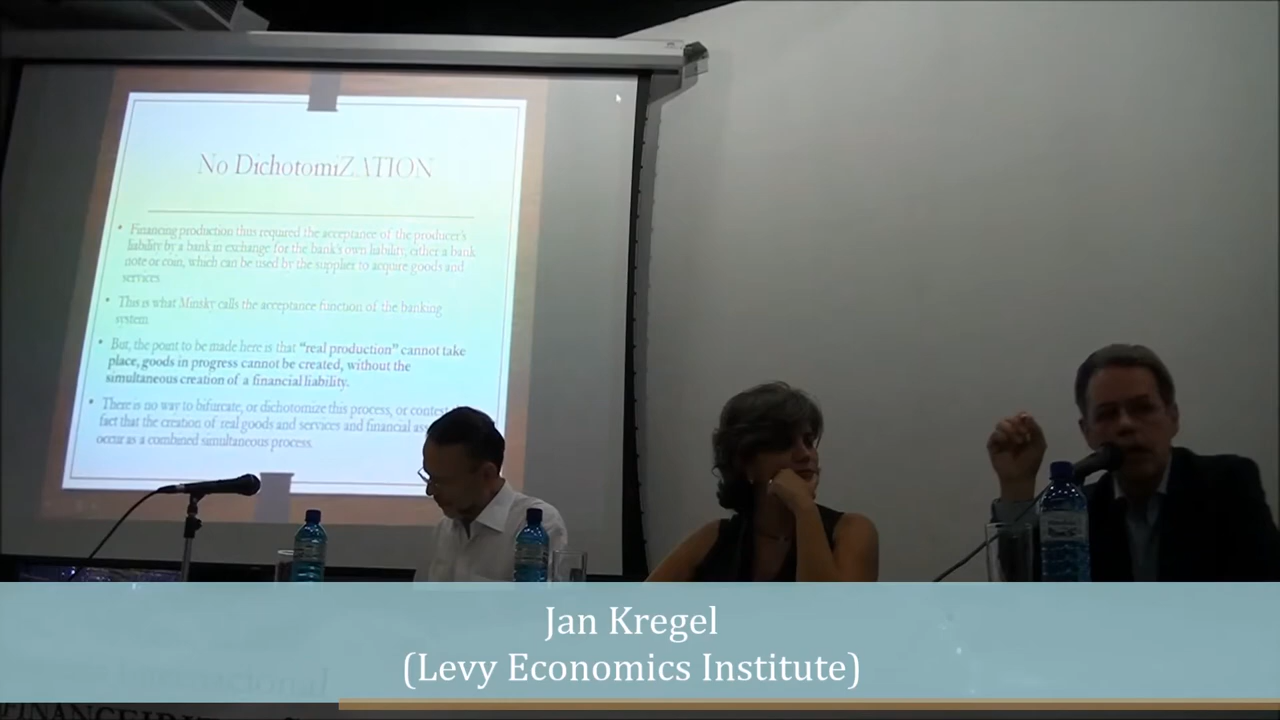 No DichotomiZATION
• Financing production thus required the acceptance of the producer's
liability by a bank in exchange for the bank's own liability, either a bank
note or coin, which can be used by the supplier to acquire goods and
services.
• This is what Minsky calls the acceptance function of the banking
system.
• But, the point to be made here is that "real production" cannot take
place, goods in progress cannot be created, without the
simultaneous creation of a financial liability.
• There is no way to bifurcate, or dichotomize this process, or contest
fact that the creation of real goods and services and financial
occur as a combined simultaneous process.
Jan Kregel
(Levy Economics Institute)